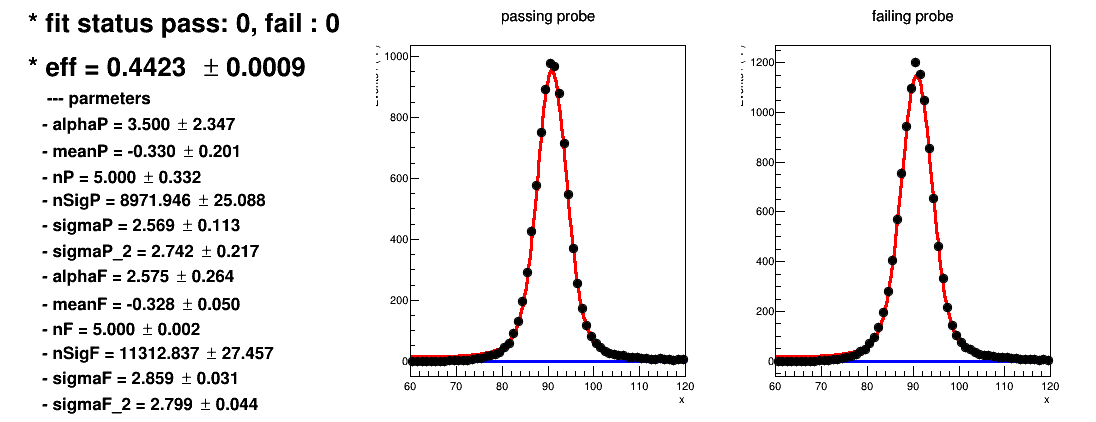 * fit status pass: 0, fail : 0
* eff = 0.4423 ± 0.0009
--- parmeters
- alphaP = 3.500 ± 2.347
- meanP = -0.330 ± 0.201
- nP = 5.000 ± 0.332
- nSigP = 8971.946 ± 25.088
- sigmaP = 2.569 ± 0.113
- sigmaP_2 = 2.742 ± 0.217
- alphaF = 2.575 ± 0.264
- meanF = -0.328 ± 0.050
- nF = 5.000 ± 0.002
- nSigF = 11312.837 ± 27.457
- sigmaF = 2.859 ± 0.031
- sigmaF_2 = 2.799 ± 0.044
passing probe
1000
800
600
400
200
0
60 70 80 90 100 110 120
x
failing probe
1200
1000
800
600
400
200
0
60 70 80 90 100 110 120
x